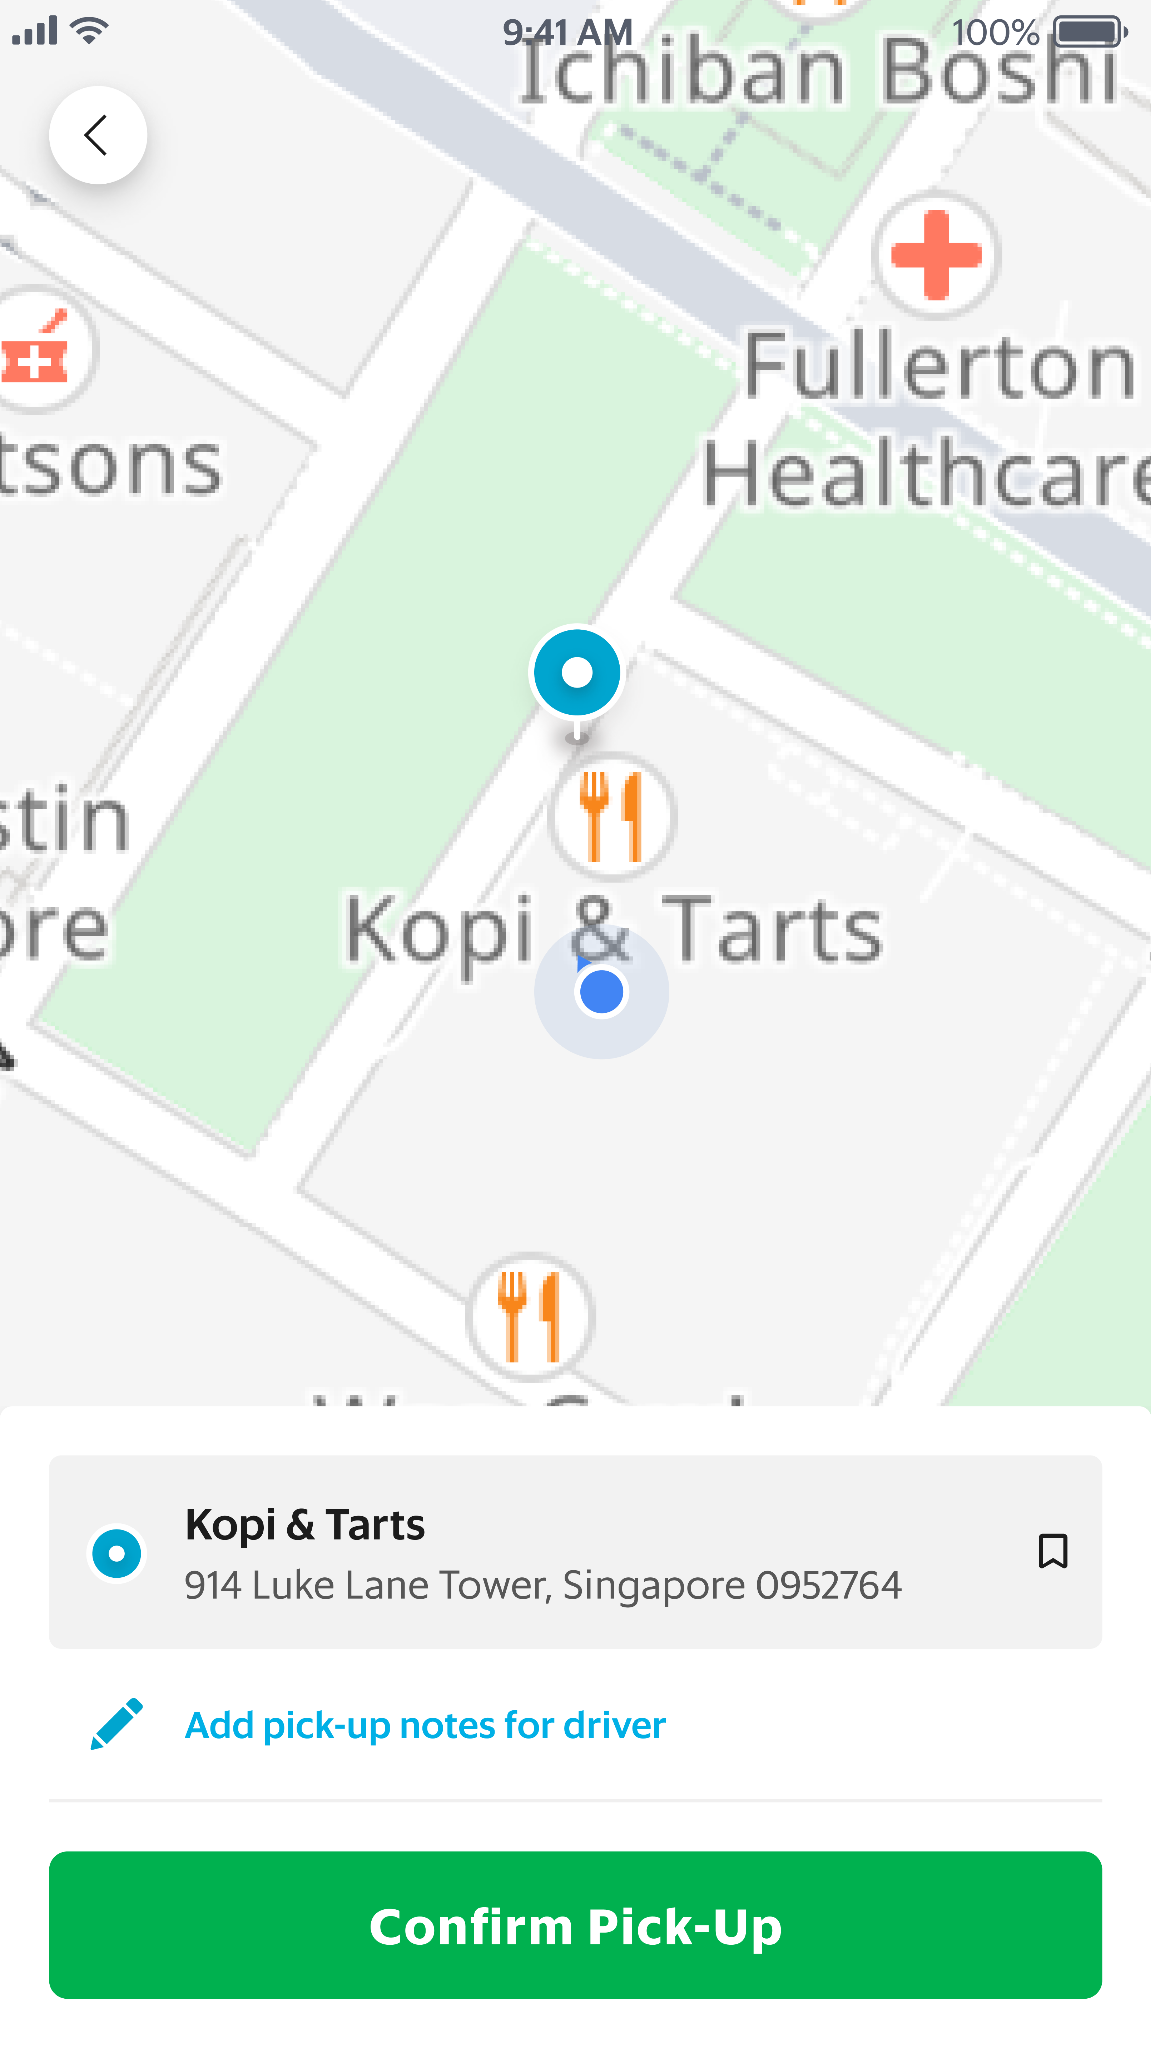 9:41 AM
100%
Ichiban Boshi
Fullerton
Healthcare
tsons
stin
ore
Kopi & Tarts
Kopi & Tarts
914 Luke Lane Tower, Singapore 0952764
Add pick-up notes for driver
Confirm Pick-Up